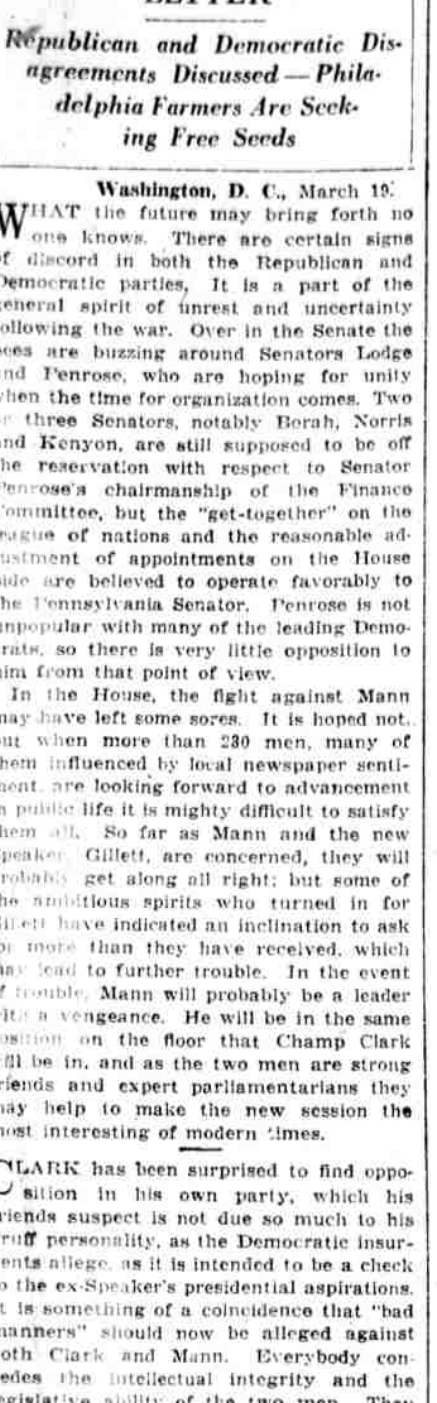 LETTER
Republican and Democratic Dis-
agreements Discussed — Phila-
delphia Farmers Are Seek-
ing Free Seeds
Washington, D. C., March 19.
WHAT the future may bring forth no
one knows. There are certain signs
of discord in both the Republican and
Democratic parties. It is a part of the
general spirit of unrest and uncertainty
following the war. Over in the Senate the
bees are buzzing around Senators Lodge
and Penrose, who are hoping for unity
when the time for organization comes. Two
or three Senators, notably Borah, Norris
and Kenyon, are still supposed to be off
the reservation with respect to Senator
Penrose's chairmanship of the Finance
Committee, but the "get-together" on the
league of nations and the reasonable ad-
justment of appointments on the House
side are believed to operate favorably to
the Pennsylvania Senator. Penrose is not
unpopular with many of the leading Demo-
crats, so there is very little opposition to
him from that point of view.
In the House, the fight against Mann
may have left some sores. It is hoped not,
but when more than 230 men, many of
them influenced by local newspaper senti-
ment, are looking forward to advancement
in public life it is mighty difficult to satisfy
them all. So far as Mann and the new
Speaker, Gillett, are concerned, they will
probably get along all right; but some of
the ambitious spirits who turned in for
Gillett have indicated an inclination to ask
for more than they have received, which
may lead to further trouble. In the event
of trouble, Mann will probably be a leader
with a vengeance. He will be in the same
position on the floor that Champ Clark
will be in, and as the two men are strong
friends and expert parliamentarians they
may help to make the new session the
most interesting of modern times.
CLARK has been surprised to find oppo-
sition in his own party, which his
friends suspect is not due so much to his
gruff personality, as the Democratic insur-
gents allege, as it is intended to be a check
to the ex-Speaker's presidential aspirations.
It is something of a coincidence that "bad
manners" should now be alleged against
both Clark and Mann. Everybody con-
cedes the intellectual integrity and the
legislative ability of the two men. They